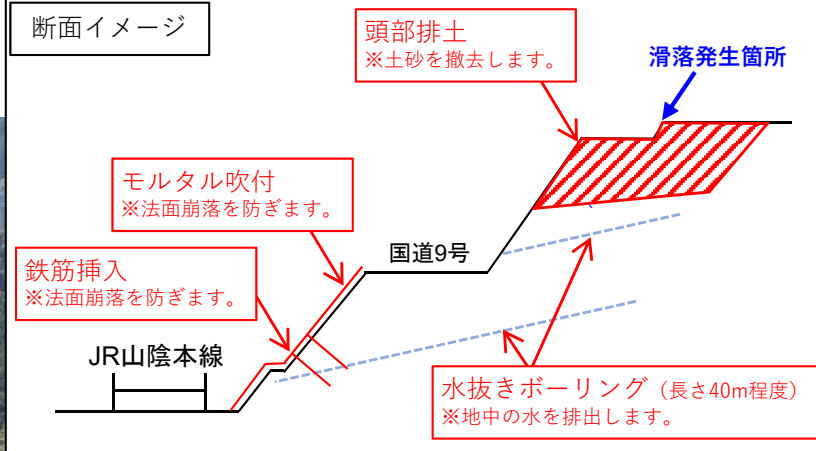 断面イメージ
頭部排土
※土砂を撤去します。
滑落発生箇所
モルタル吹付
※法面崩落を防ぎます。
国道9号
鉄筋挿入
※法面崩落を防ぎます。
JR山陰本線
水抜きボーリング（長さ40m程度）
※地中の水を排出します。